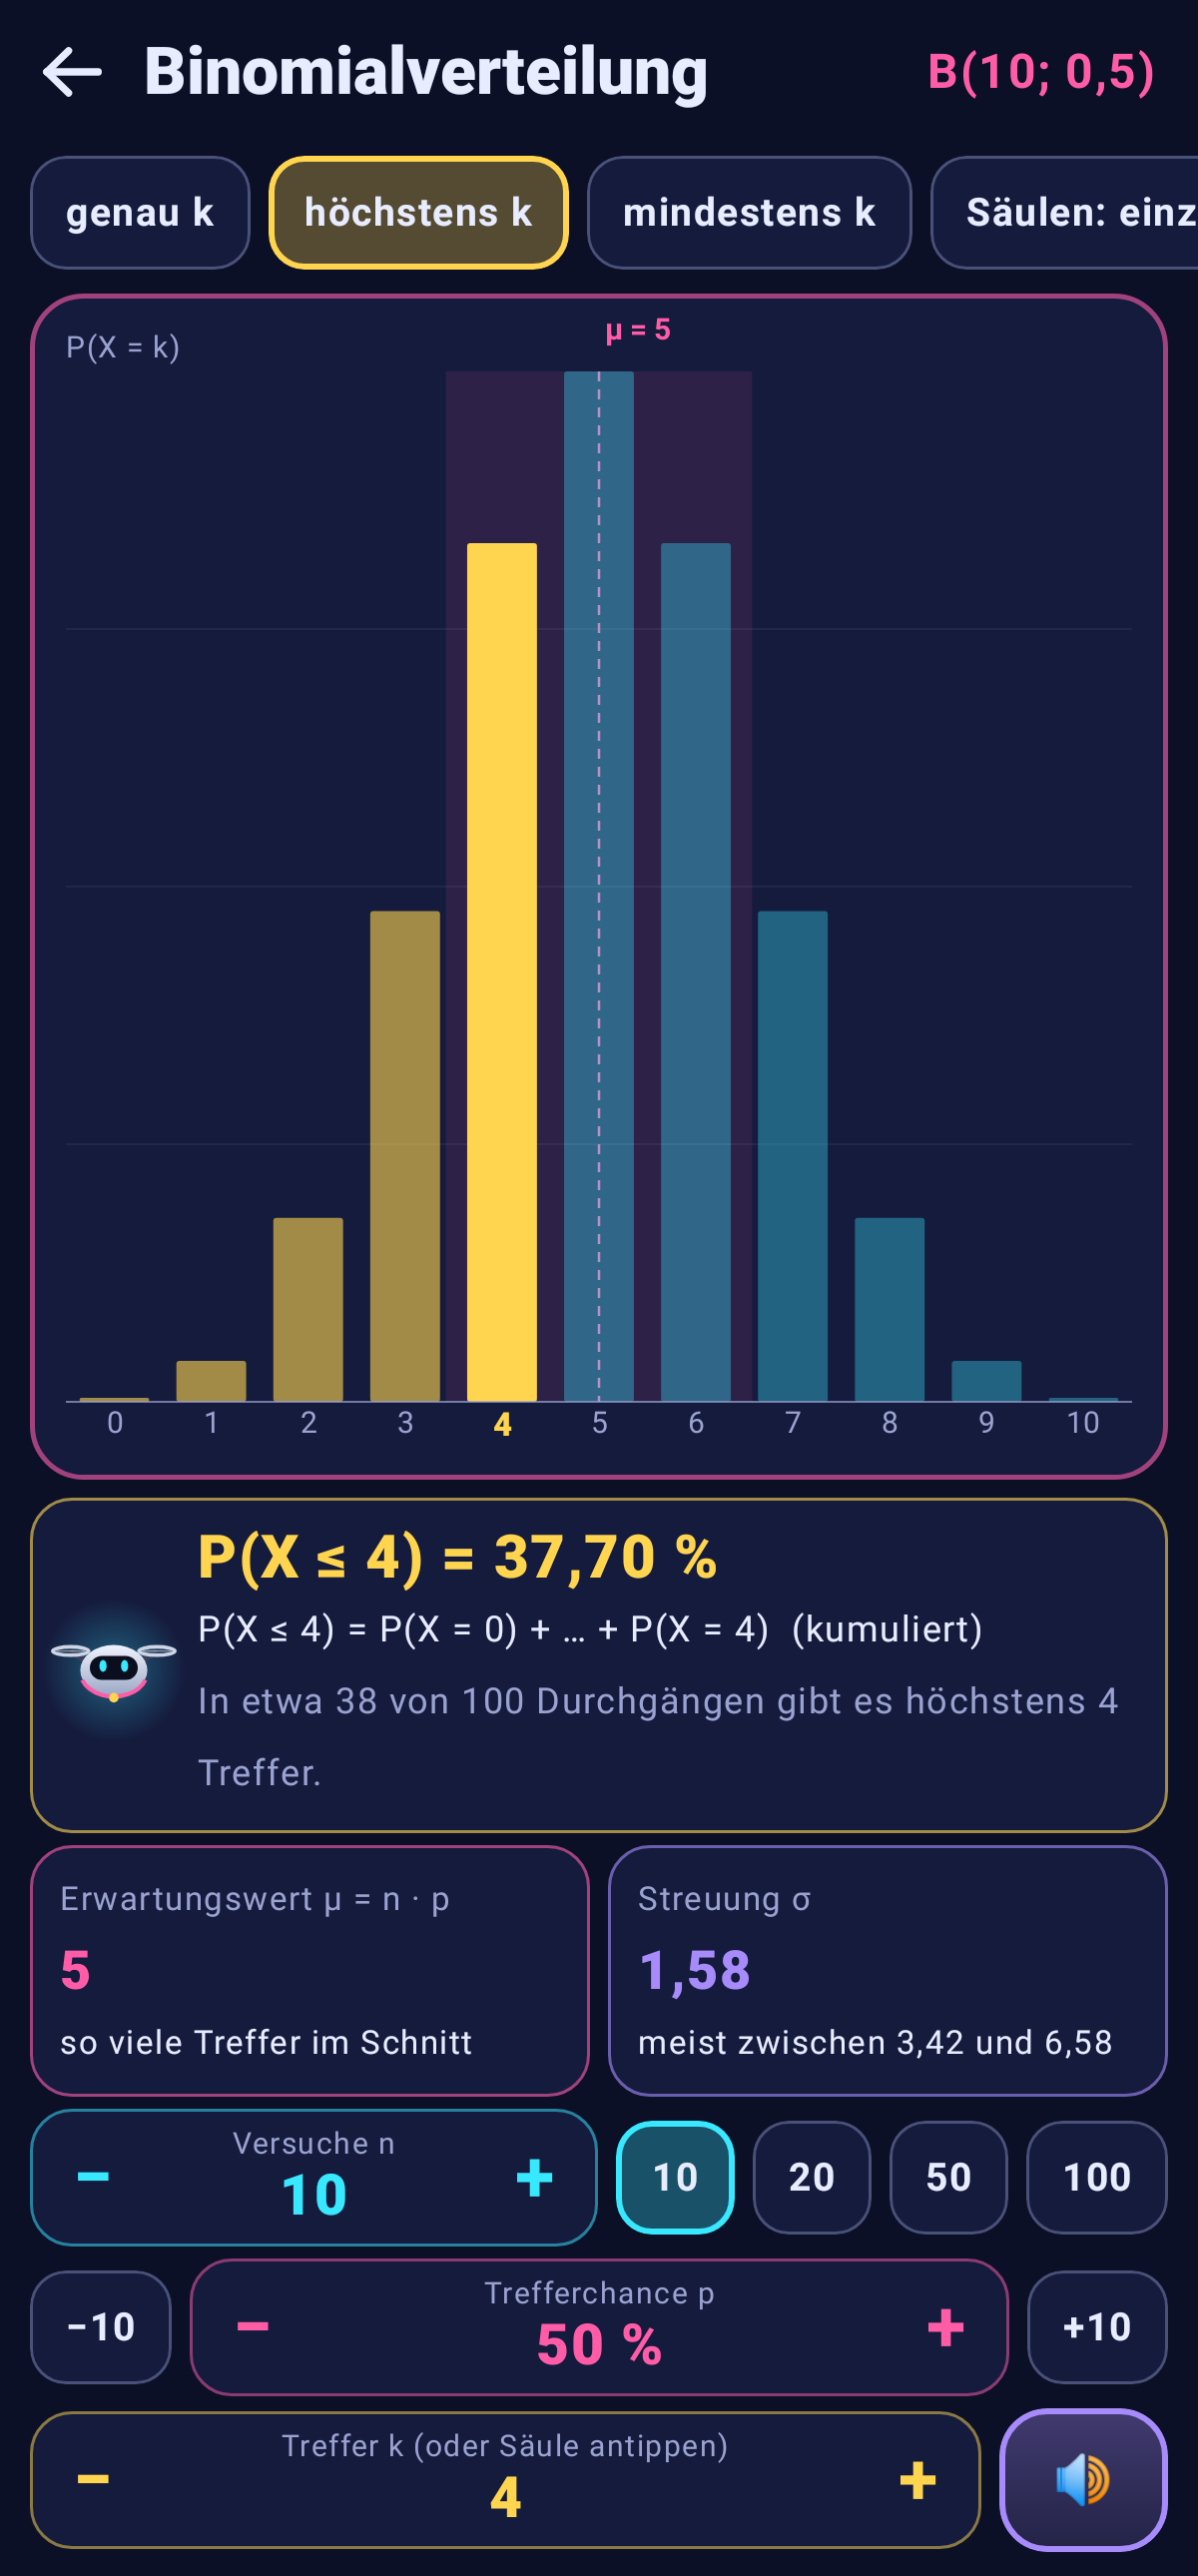 Binomialverteilung
B(10; 0,5)
genau k
höchstens k
mindestens k
Säulen: einz
P(X = k)
μ = 5
0 1 2 3 4 5 6 7 8 9 10
P(X ≤ 4) = 37,70 %
P(X ≤ 4) = P(X = 0) + … + P(X = 4) (kumuliert)
In etwa 38 von 100 Durchgängen gibt es höchstens 4
Treffer.
Erwartungswert μ = n · p
5
so viele Treffer im Schnitt
Streuung σ
1,58
meist zwischen 3,42 und 6,58
Versuche n
− 10 +
10
20
50
100
−10
Trefferchance p
− 50 % +
+10
Treffer k (oder Säule antippen)
− 4 +